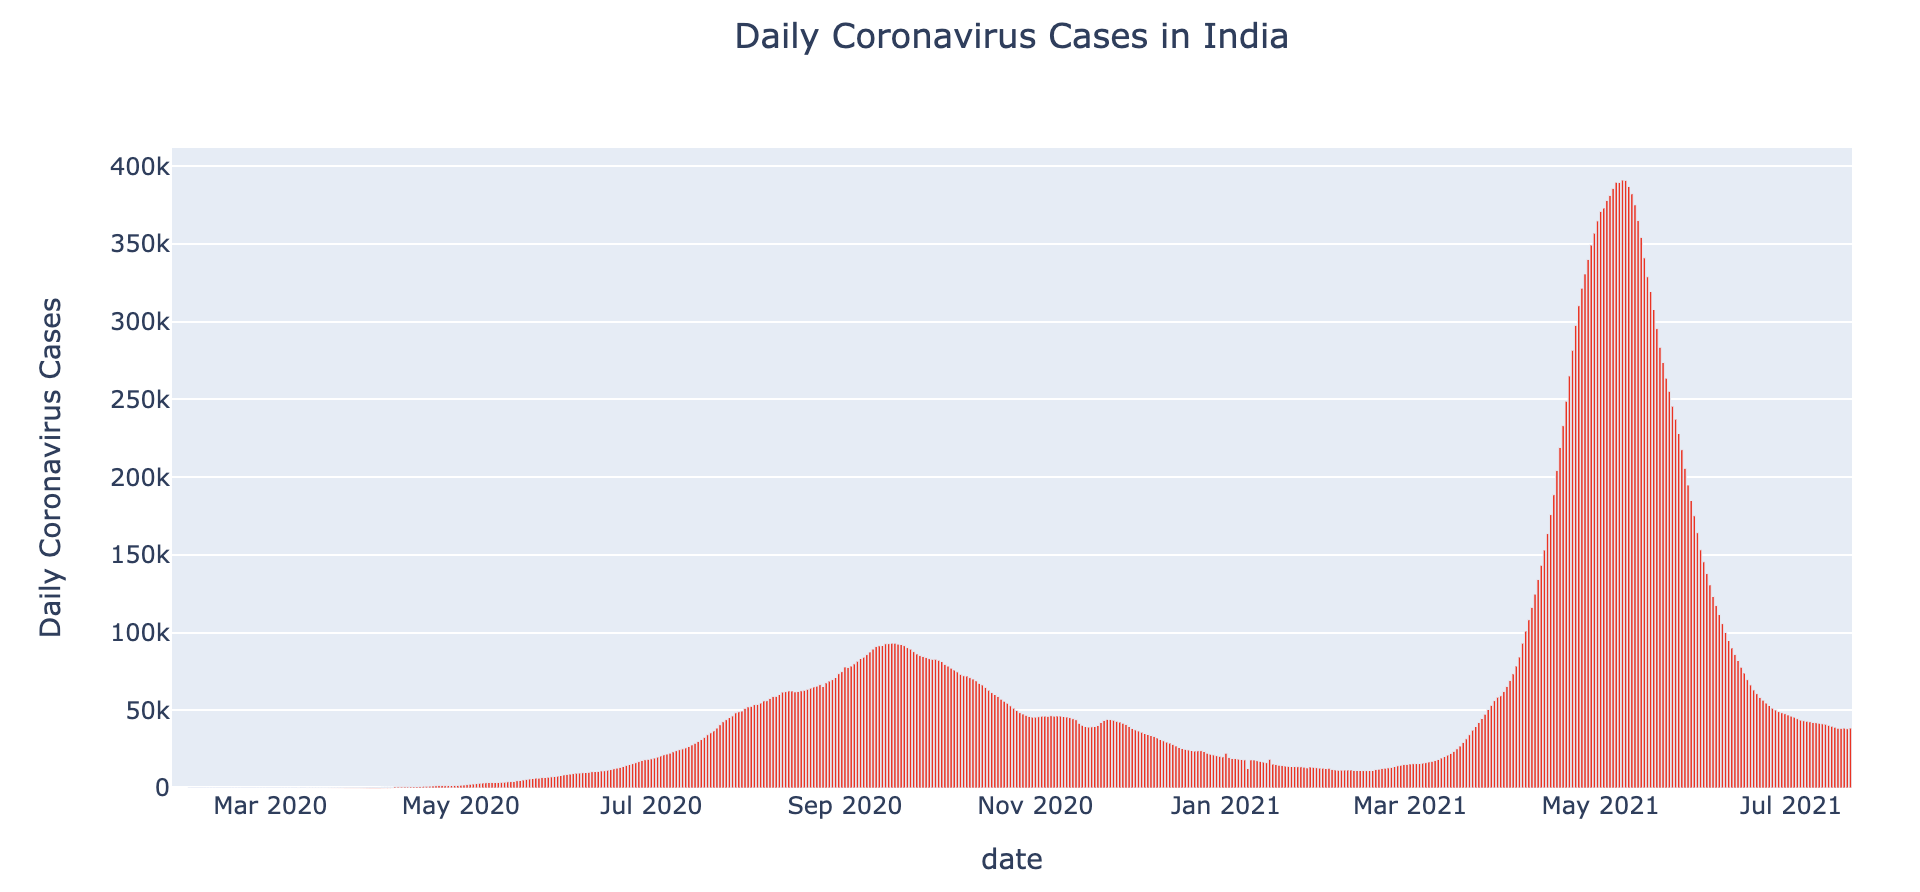 Daily Coronavirus Cases in India
400k
350k
300k
250k
200k
150k
100k
50k
0
Daily Coronavirus Cases
Mar 2020 May 2020 Jul 2020 Sep 2020 Nov 2020 Jan 2021 Mar 2021 May 2021 Jul 2021
date